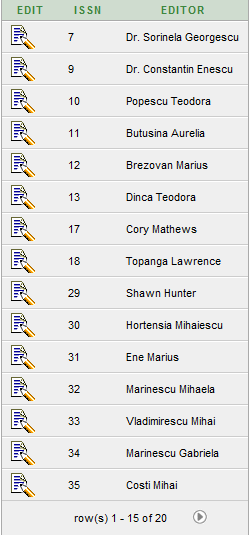 EDIT ISSN EDITOR
7 Dr. Sorinela Georgescu
9 Dr. Constantin Enescu
10 Popescu Teodora
11 Butusina Aurelia
12 Brezovan Marius
13 Dinca Teodora
17 Cory Mathews
18 Topanga Lawrence
29 Shawn Hunter
30 Hortensia Mihaiescu
31 Ene Marius
32 Marinescu Mihaela
33 Vladimirescu Mihai
34 Marinescu Gabriela
35 Costi Mihai
row(s) 1 - 15 of 20